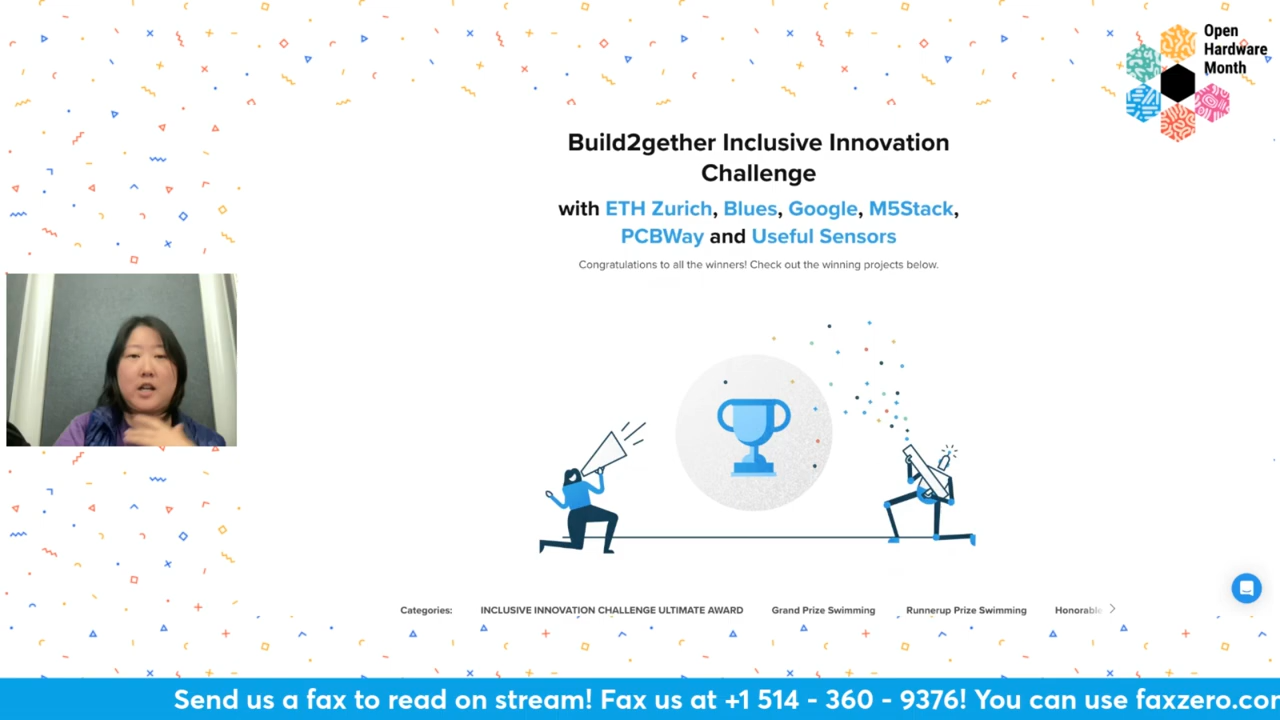 Open
Hardware
Month
Build2gether Inclusive Innovation
Challenge
with ETH Zurich, Blues, Google, M5Stack,
PCBWay and Useful Sensors
Congratulations to all the winners! Check out the winning projects below.
Categories: INCLUSIVE INNOVATION CHALLENGE ULTIMATE AWARD Grand Prize Swimming Runnerup Prize Swimming Honorable
Send us a fax to read on stream! Fax us at +1 514 - 360 - 9376! You can use faxzero.com